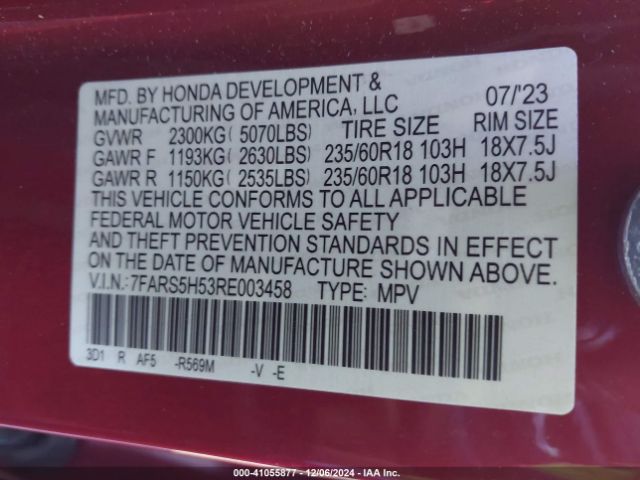 MFD. BY HONDA DEVELOPMENT &
MANUFACTURING OF AMERICA, LLC 07/'23
GVWR 2300KG( 5070LBS) TIRE SIZE RIM SIZE
GAWR F 1193KG( 2630LBS) 235/60R18 103H 18X7.5J
GAWR R 1150KG( 2535LBS) 235/60R18 103H 18X7.5J
THIS VEHICLE CONFORMS TO ALL APPLICABLE
FEDERAL MOTOR VEHICLE SAFETY
AND THEFT PREVENTION STANDARDS IN EFFECT
ON THE DATE OF MANUFACTURE SHOWN ABOVE.
V.I.N.:7FARS5H53RE003458 TYPE: MPV
3D1 R AF5 -R569M -V -E
000-41055877 - 12/06/2024 - IAA Inc.